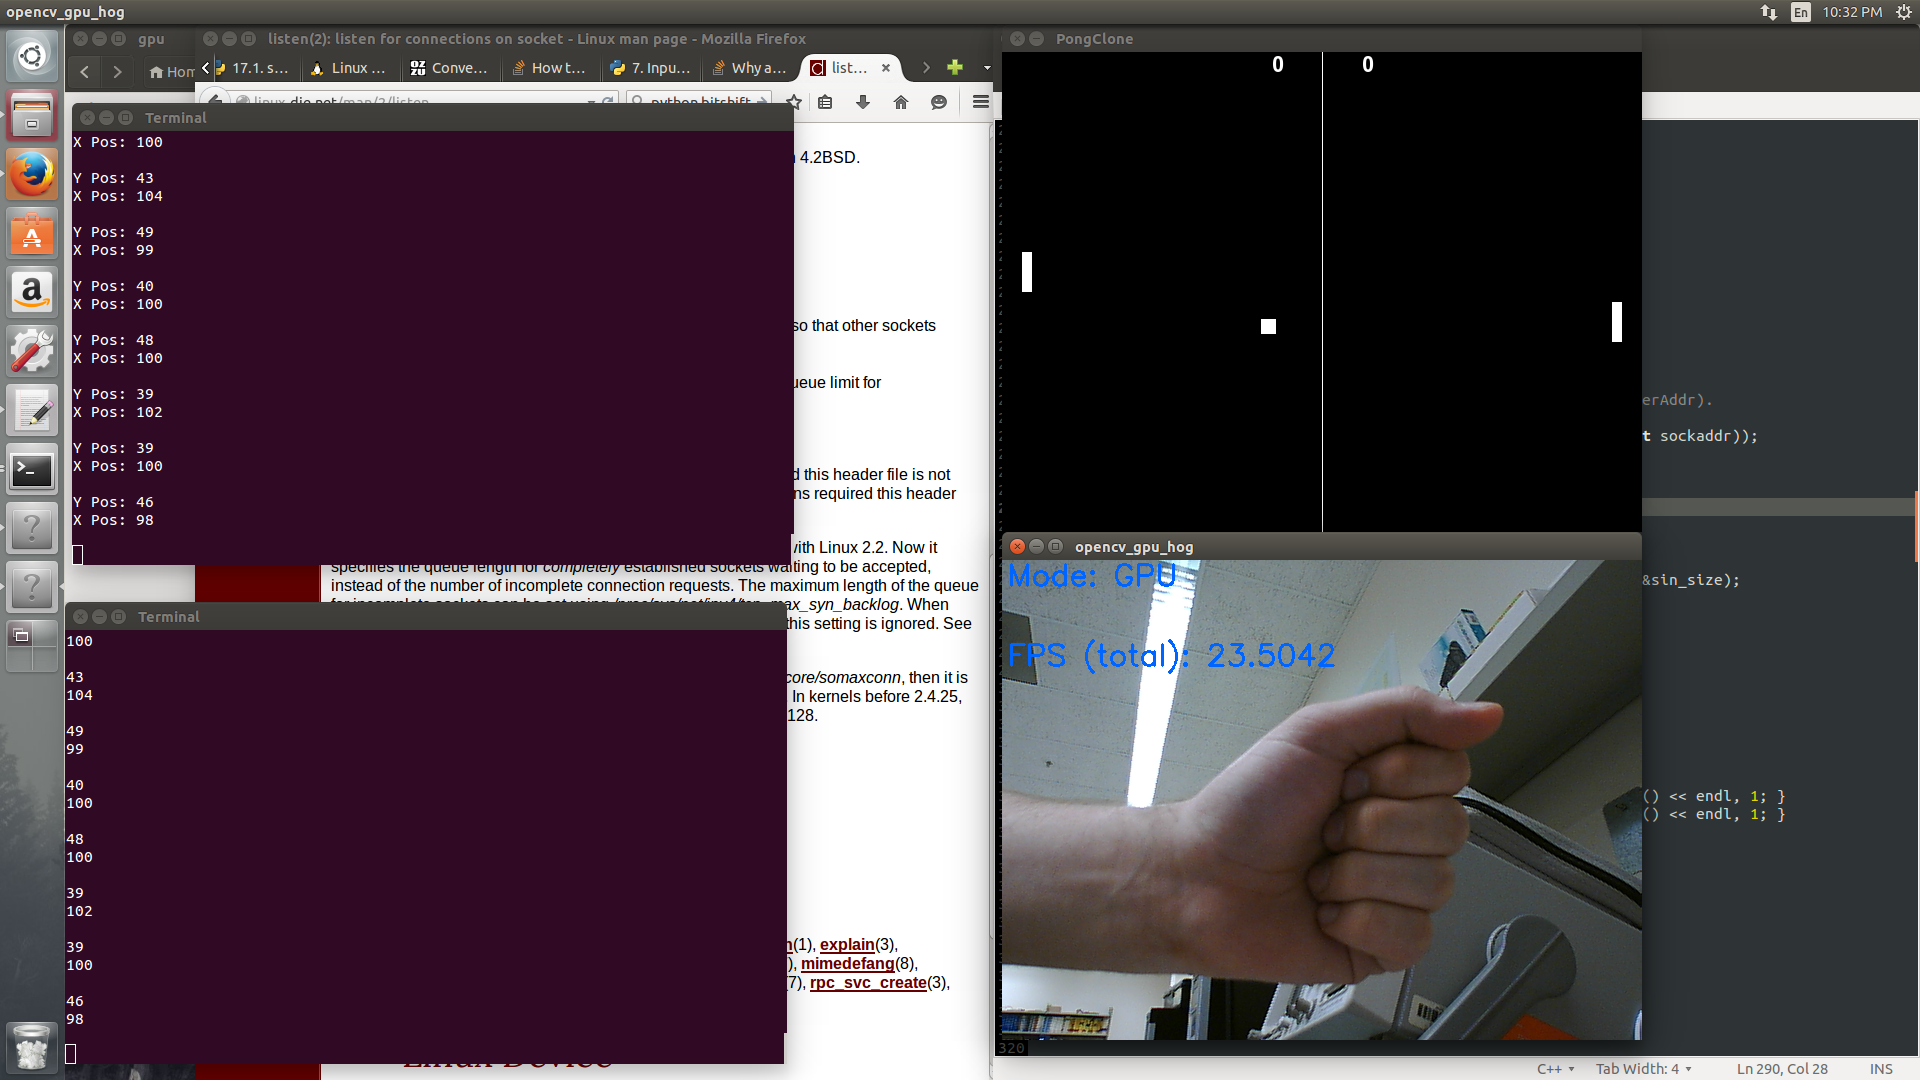 opencv_gpu_hog
En
10:32 PM
gpu
listen(2): listen for connections on socket - Linux man page - Mozilla Firefox
PongClone
Hom
17.1. s...
Linux ...
Conve...
How t...
7. Inpu...
Why a...
list...
linux.die.net/man/2/listen
python bitshift
0 0
Terminal
X Pos: 100
Y Pos: 43
X Pos: 104
Y Pos: 49
X Pos: 99
Y Pos: 40
X Pos: 100
Y Pos: 48
X Pos: 100
Y Pos: 39
X Pos: 102
Y Pos: 39
X Pos: 100
Y Pos: 46
X Pos: 98
4.2BSD.
so that other sockets
ueue limit for
d this header file is not
ns required this header
with Linux 2.2. Now it
specifies the queue length for completely established sockets waiting to be accepted,
instead of the number of incomplete connection requests. The maximum length of the queue
for incomplete sockets can be set using /proc/sys/net/ipv4/tcp_max_syn_backlog. When
this setting is ignored. See
core/somaxconn, then it is
In kernels before 2.4.25,
128.
n(1), explain(3),
), mimedefang(8),
(7), rpc_svc_create(3),
Linux Device
Terminal
100
43
104
49
99
40
100
48
100
39
102
39
100
46
98
opencv_gpu_hog
Mode: GPU
FPS (total): 23.5042
erAddr).
t sockaddr));
&sin_size);
() << endl, 1; }
() << endl, 1; }
320
C++
Tab Width: 4
Ln 290, Col 28
INS